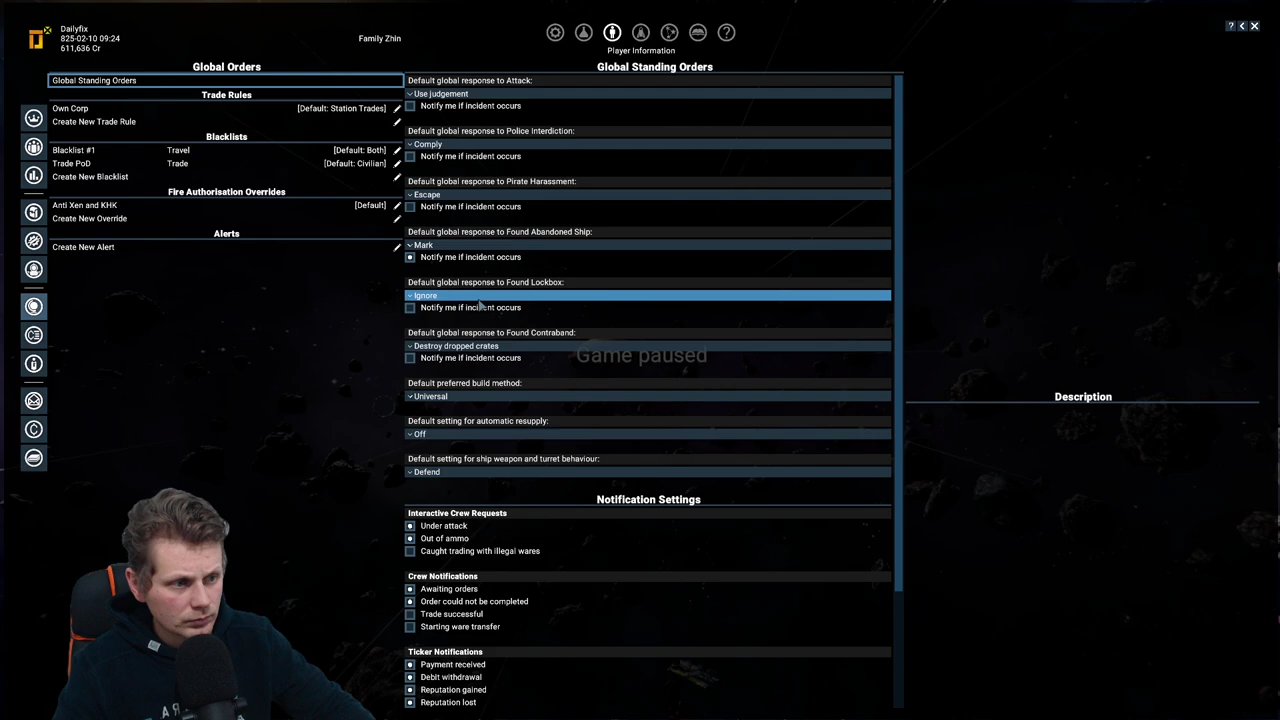 Dailyfix
825-02-10 09:24
611,636 Cr
Family Zhin
Player Information
? < X
Global Orders
Global Standing Orders
Trade Rules
Own Corp [Default: Station Trades]
Create New Trade Rule
Blacklists
Blacklist #1 Travel [Default: Both]
Trade PoD Trade [Default: Civilian]
Create New Blacklist
Fire Authorisation Overrides
Anti Xen and KHK [Default]
Create New Override
Alerts
Create New Alert
Global Standing Orders
Default global response to Attack:
Use judgement
Notify me if incident occurs
Default global response to Police Interdiction:
Comply
Notify me if incident occurs
Default global response to Pirate Harassment:
Escape
Notify me if incident occurs
Default global response to Found Abandoned Ship:
Mark
Notify me if incident occurs
Default global response to Found Lockbox:
Ignore
Notify me if incident occurs
Default global response to Found Contraband:
Destroy dropped crates
Notify me if incident occurs
Game paused
Default preferred build method:
Universal
Default setting for automatic resupply:
Off
Default setting for ship weapon and turret behaviour:
Defend
Notification Settings
Interactive Crew Requests
Under attack
Out of ammo
Caught trading with illegal wares
Crew Notifications
Awaiting orders
Order could not be completed
Trade successful
Starting ware transfer
Ticker Notifications
Payment received
Debit withdrawal
Reputation gained
Reputation lost
Description